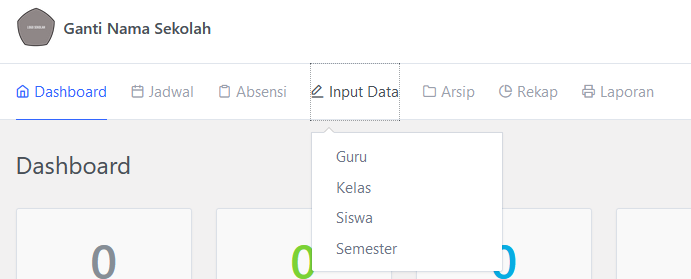 Ganti Nama Sekolah
Dashboard Jadwal Absensi Input Data Arsip Rekap Laporan
Guru
Kelas
Siswa
Semester
Dashboard
0 0 0